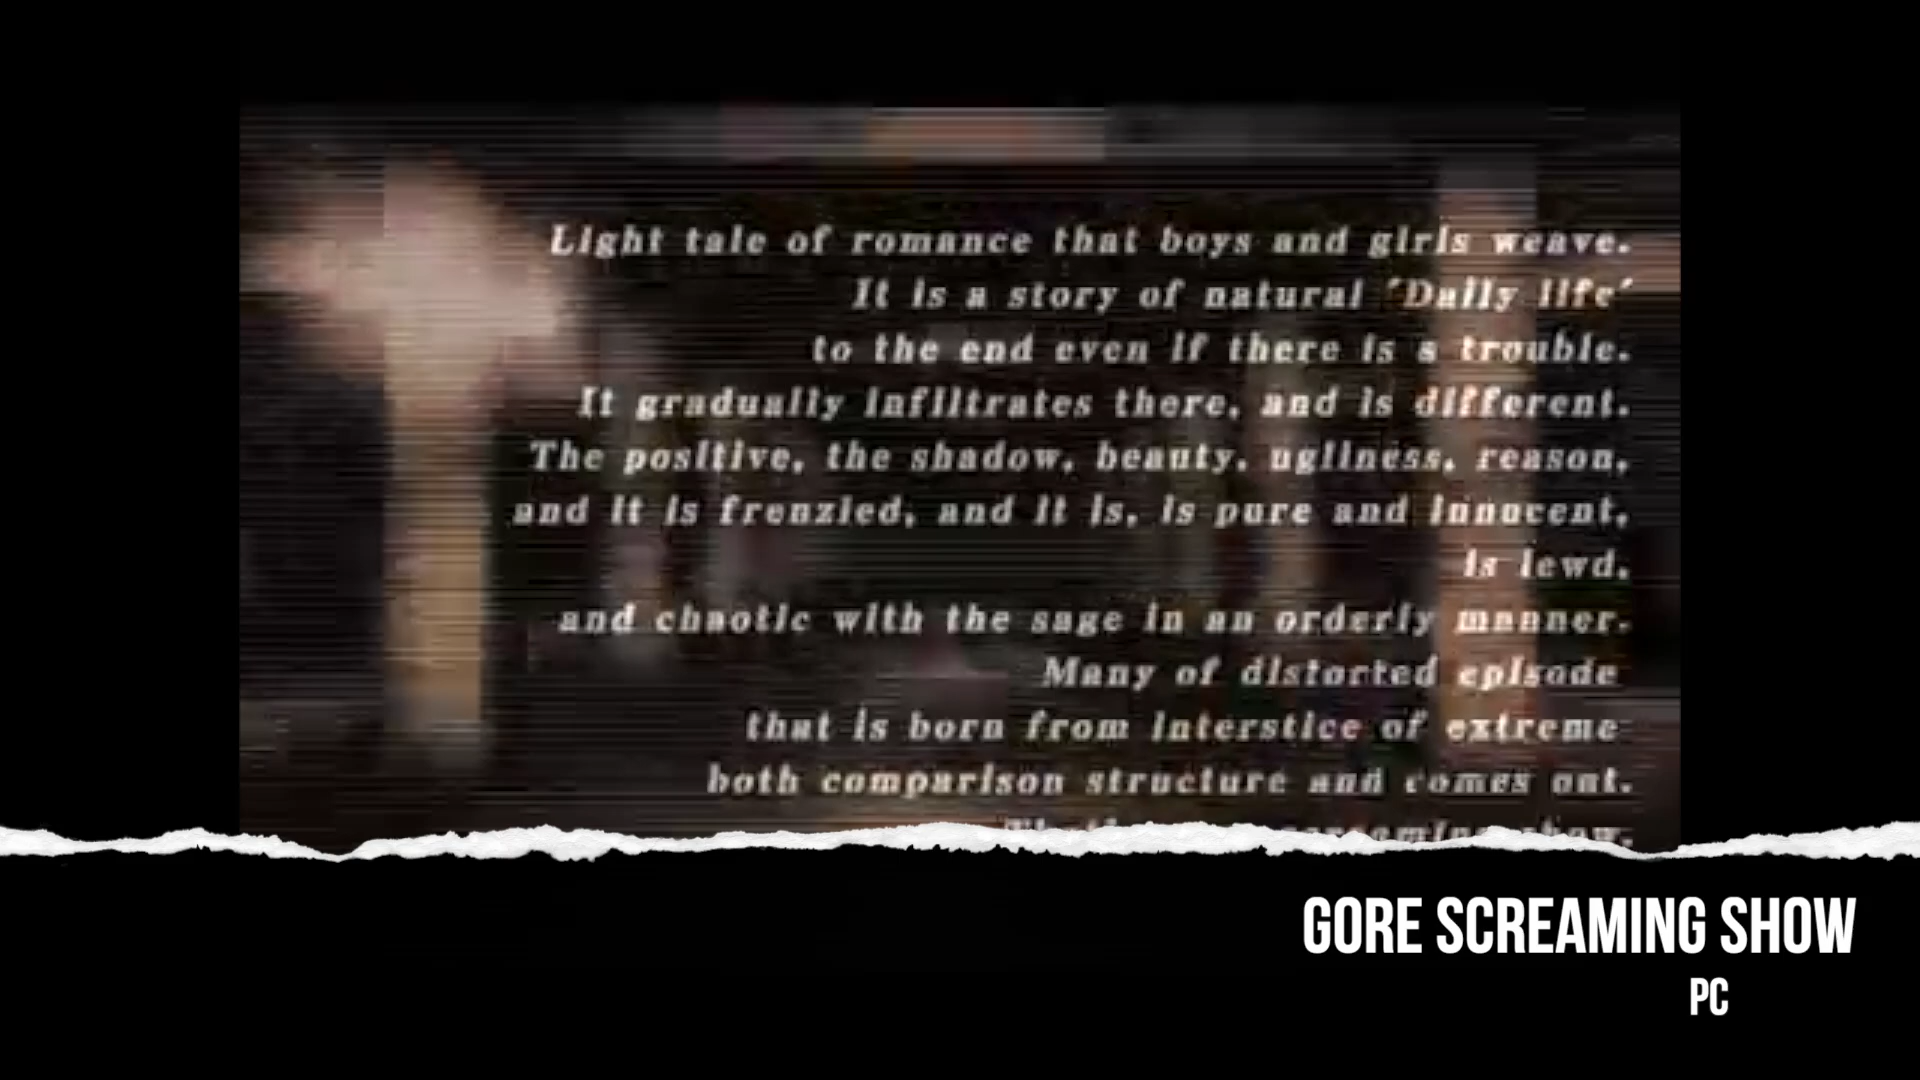 Light tale of romance that boys and girls weave.
It is a story of natural 'Daily life'
to the end even if there is a trouble.
It gradually infiltrates there, and is different.
The positive, the shadow, beauty, ugliness, reason,
and it is frenzied, and it is, is pure and innocent,
is lewd,
and chaotic with the sage in an orderly manner.
Many of distorted episode
that is born from interstice of extreme
both comparison structure and comes out.
show.
GORE SCREAMING SHOW
PC